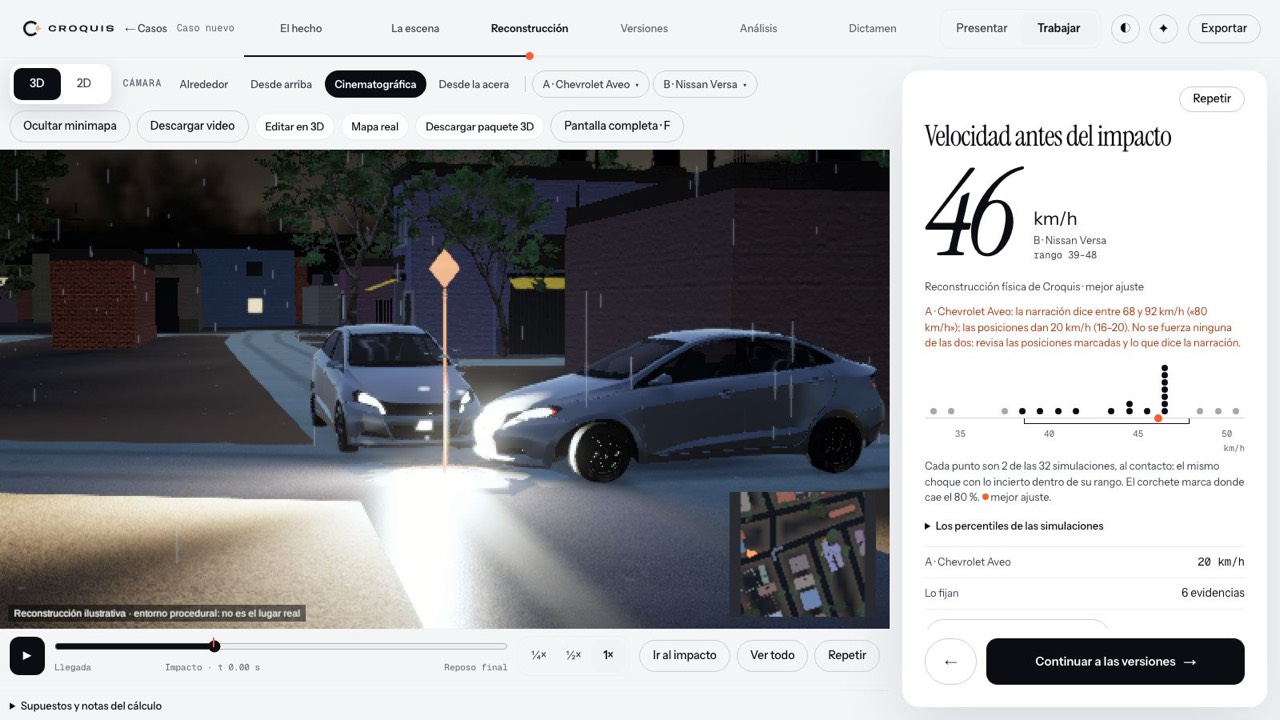 CROQUIS
← Casos
Caso nuevo
El hecho
La escena
Reconstrucción
Versiones
Análisis
Dictamen
Presentar
Trabajar
Exportar
3D
2D
CÁMARA
Alrededor
Desde arriba
Cinematográfica
Desde la acera
A · Chevrolet Aveo
B · Nissan Versa
Ocultar minimapa
Descargar video
Editar en 3D
Mapa real
Descargar paquete 3D
Pantalla completa · F
Reconstrucción ilustrativa · entorno procedural: no es el lugar real
Llegada
Impacto · t 0.00 s
Reposo final
¼×
½×
1×
Ir al impacto
Ver todo
Repetir
Supuestos y notas del cálculo
Repetir
Velocidad antes del impacto
46
km/h
B · Nissan Versa
rango 39–48
Reconstrucción física de Croquis · mejor ajuste
A · Chevrolet Aveo: la narración dice entre 68 y 92 km/h («80
km/h»); las posiciones dan 20 km/h (16–20). No se fuerza ninguna
de las dos: revisa las posiciones marcadas y lo que dice la narración.
35
40
45
50
km/h
Cada punto son 2 de las 32 simulaciones, al contacto: el mismo
choque con lo incierto dentro de su rango. El corchete marca donde
cae el 80 %. mejor ajuste.
Los percentiles de las simulaciones
A · Chevrolet Aveo
20 km/h
Lo fijan
6 evidencias
←
Continuar a las versiones →